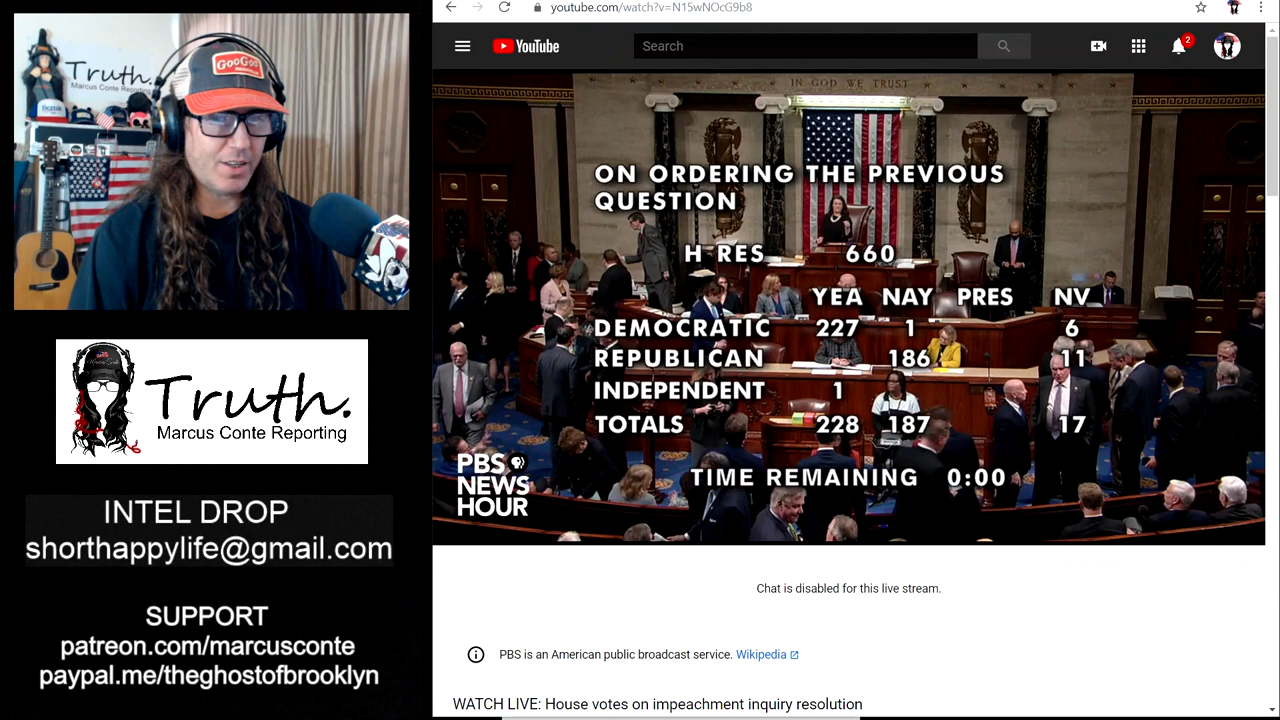 Truth.
Marcus Conte Reporting
GOOGOO
Truth.
Marcus Conte Reporting
INTEL DROP
shorthappylife@gmail.com
SUPPORT
patreon.com/marcusconte
paypal.me/theghostofbrooklyn
youtube.com/watch?v=N15wNOcG9b8
YouTube
Search
2
IN GOD WE TRUST
ON ORDERING THE PREVIOUS
QUESTION
H RES 660
YEA NAY PRES NV
DEMOCRATIC 227 1 6
REPUBLICAN 186 11
INDEPENDENT 1
TOTALS 228 187 17
TIME REMAINING 0:00
PBS
NEWS
HOUR
Chat is disabled for this live stream.
PBS is an American public broadcast service. Wikipedia
WATCH LIVE: House votes on impeachment inquiry resolution